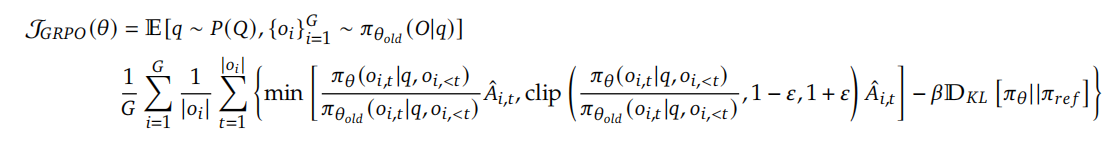 𝒥_{GRPO}(θ) = 𝔼[q ∼ P(Q), {o_i}_{i=1}^{G} ∼ π_{θ_{old}}(O|q)]
\frac{1}{G} \sum_{i=1}^{G} \frac{1}{|o_i|} \sum_{t=1}^{|o_i|} \left\{ \min \left[ \frac{π_θ(o_{i,t}|q, o_{i,<t})}{π_{θ_{old}}(o_{i,t}|q, o_{i,<t})} \hat{A}_{i,t}, \text{clip} \left( \frac{π_θ(o_{i,t}|q, o_{i,<t})}{π_{θ_{old}}(o_{i,t}|q, o_{i,<t})}, 1 − ε, 1 + ε \right) \hat{A}_{i,t} \right] − β𝔻_{KL} [π_θ||π_{ref}] \right\}